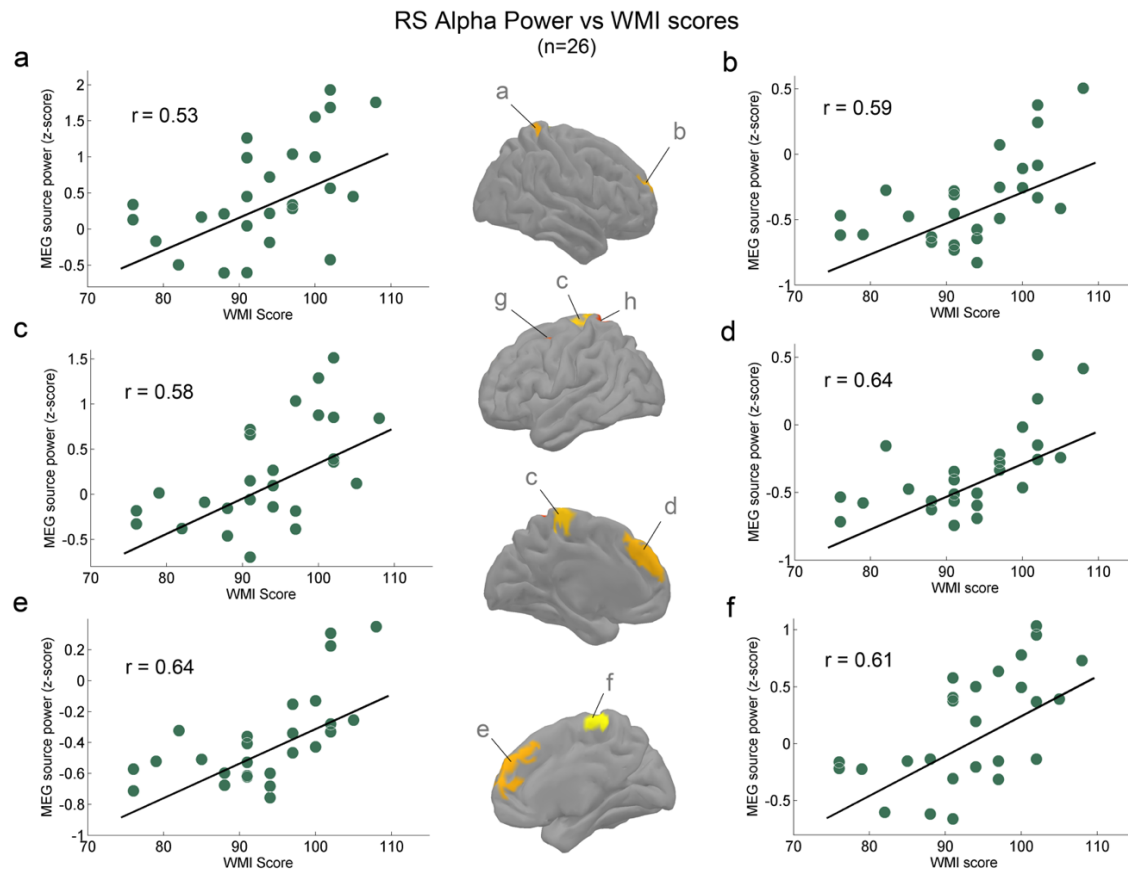 RS Alpha Power vs WMI scores
(n=26)
a
MEG source power (z-score)
2
1.5
1
0.5
0
-0.5
r = 0.53
70 80 90 100 110
WMI Score
a
b
b
MEG source power (z-score)
0.5
0
-0.5
-1
r = 0.59
70 80 90 100 110
WMI Score
c
MEG source power (z-score)
1.5
1
0.5
0
-0.5
r = 0.58
70 80 90 100 110
WMI Score
g
c
h
d
MEG source power (z-score)
0.5
0
-0.5
-1
r = 0.64
70 80 90 100 110
WMI Score
c
d
e
MEG source power (z-score)
0.2
0
-0.2
-0.4
-0.6
-0.8
-1
r = 0.64
70 80 90 100 110
WMI Score
e
f
f
MEG source power (z-score)
1
0.5
0
-0.5
r = 0.61
70 80 90 100 110
WMI score